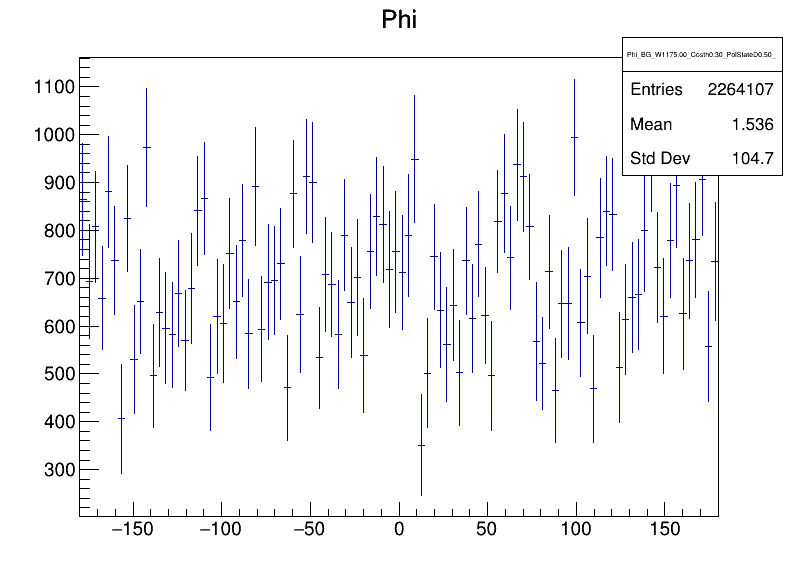 Phi
Phi_BG_W1175.00_Costh0.30_PolStateD0.50_
Entries 2264107
Mean 1.536
Std Dev 104.7
1100
1000
900
800
700
600
500
400
300
−150 −100 −50 0 50 100 150